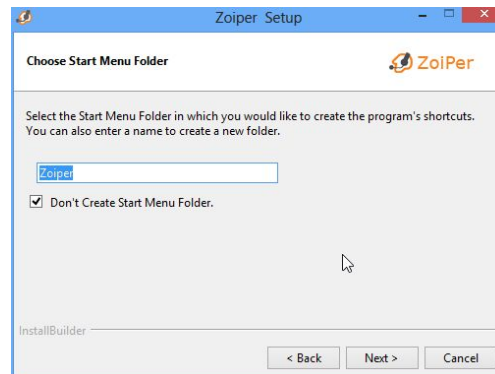 Zoiper Setup
Choose Start Menu Folder
ZoiPer
Select the Start Menu Folder in which you would like to create the program's shortcuts.
You can also enter a name to create a new folder.
Zoiper
Don't Create Start Menu Folder.
InstallBuilder
< Back Next > Cancel